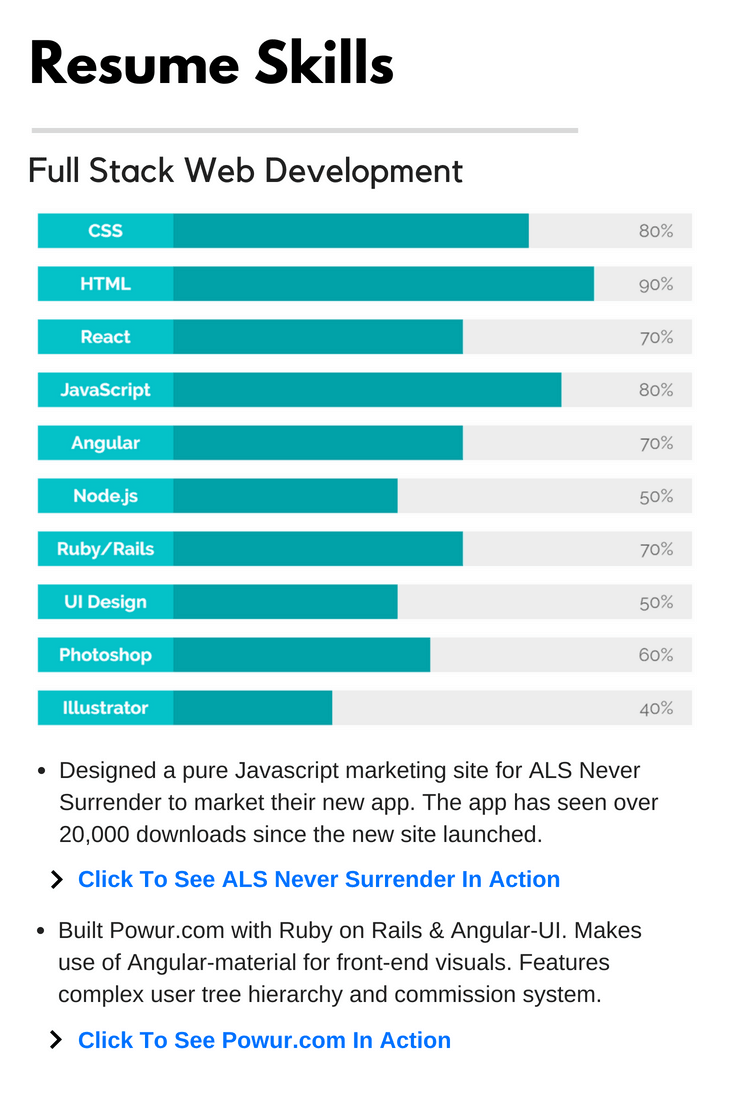 Resume Skills
Full Stack Web Development
CSS 80%
HTML 90%
React 70%
JavaScript 80%
Angular 70%
Node.js 50%
Ruby/Rails 70%
UI Design 50%
Photoshop 60%
Illustrator 40%
• Designed a pure Javascript marketing site for ALS Never
Surrender to market their new app. The app has seen over
20,000 downloads since the new site launched.
Click To See ALS Never Surrender In Action
• Built Powur.com with Ruby on Rails & Angular-UI. Makes
use of Angular-material for front-end visuals. Features
complex user tree hierarchy and commission system.
Click To See Powur.com In Action